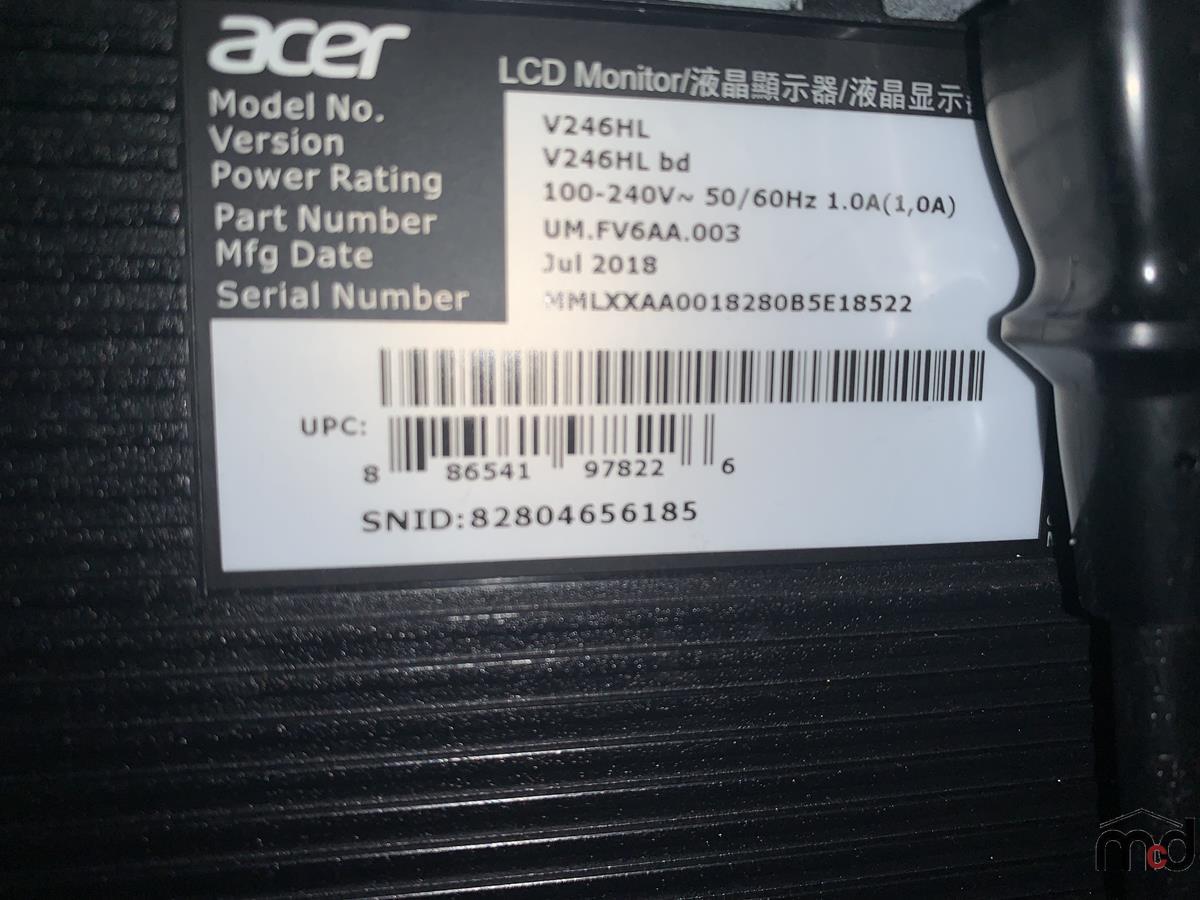 acer
LCD Monitor/液晶顯示器/液晶显示
Model No. V246HL
Version V246HL bd
Power Rating 100-240V~ 50/60Hz 1.0A(1,0A)
Part Number UM.FV6AA.003
Mfg Date Jul 2018
Serial Number MMLXXAA0018280B5E18522
UPC:
8 86541 97822 6
SNID:82804656185
mcd